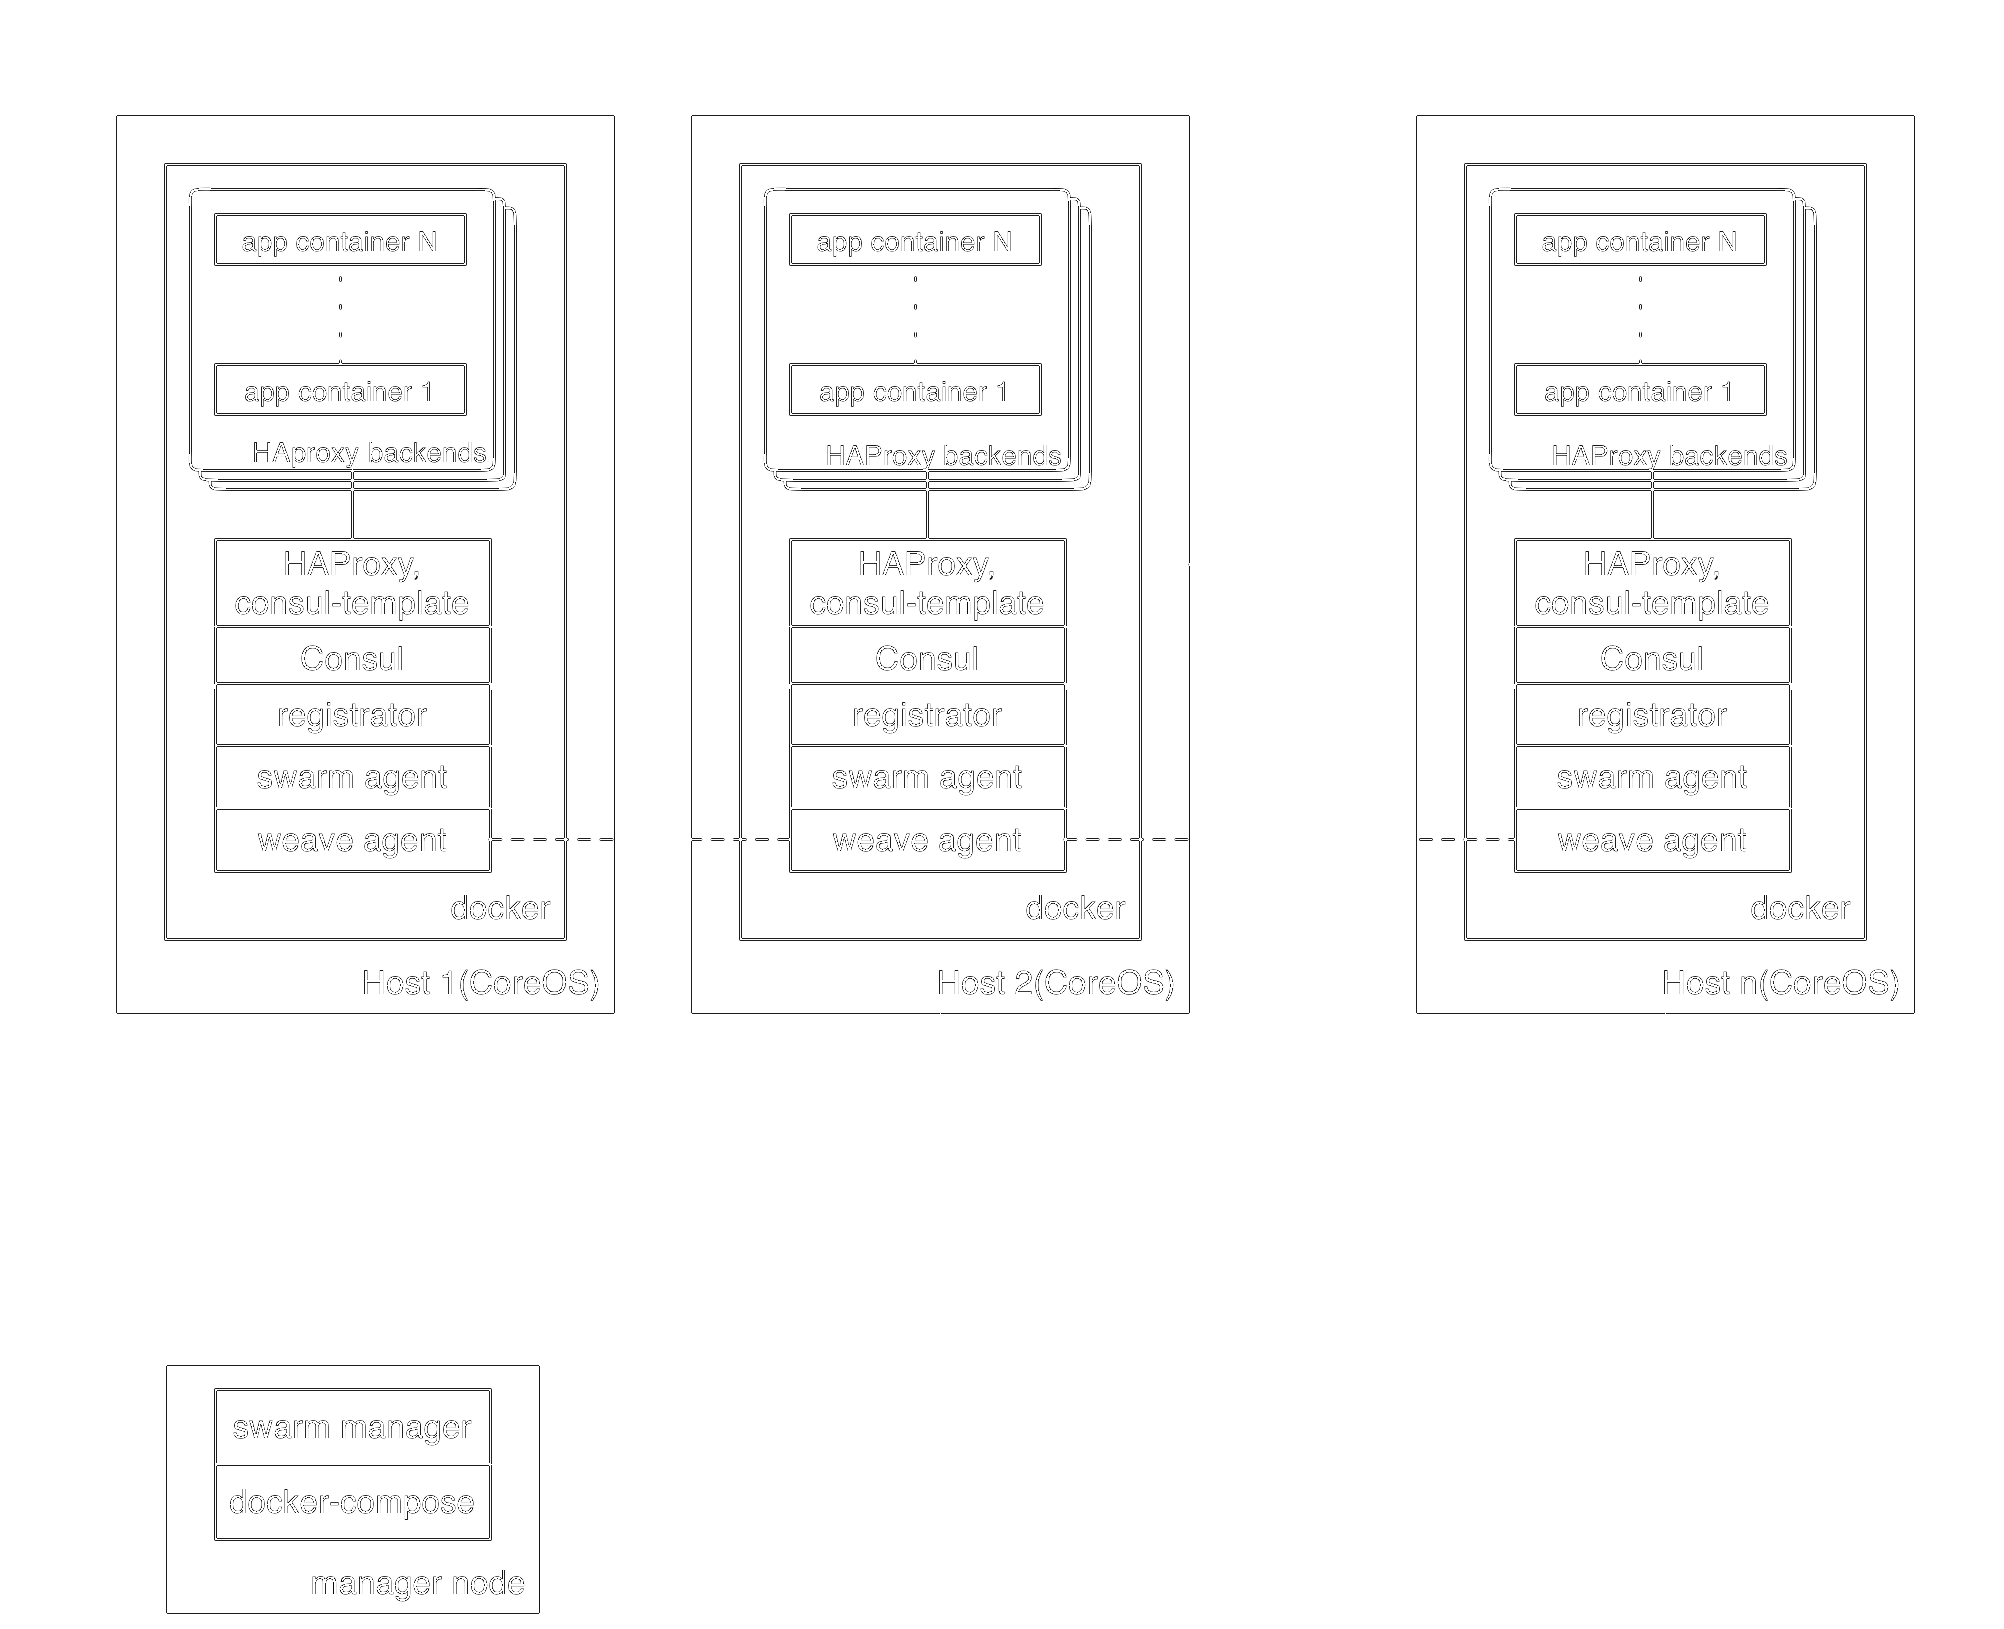 app container N
app container 1
HAproxy backends
HAProxy,
consul-template
Consul
registrator
swarm agent
weave agent
docker
Host 1(CoreOS)
app container N
app container 1
HAProxy backends
HAProxy,
consul-template
Consul
registrator
swarm agent
weave agent
docker
Host 2(CoreOS)
app container N
app container 1
HAProxy backends
HAProxy,
consul-template
Consul
registrator
swarm agent
weave agent
docker
Host n(CoreOS)
swarm manager
docker-compose
manager node